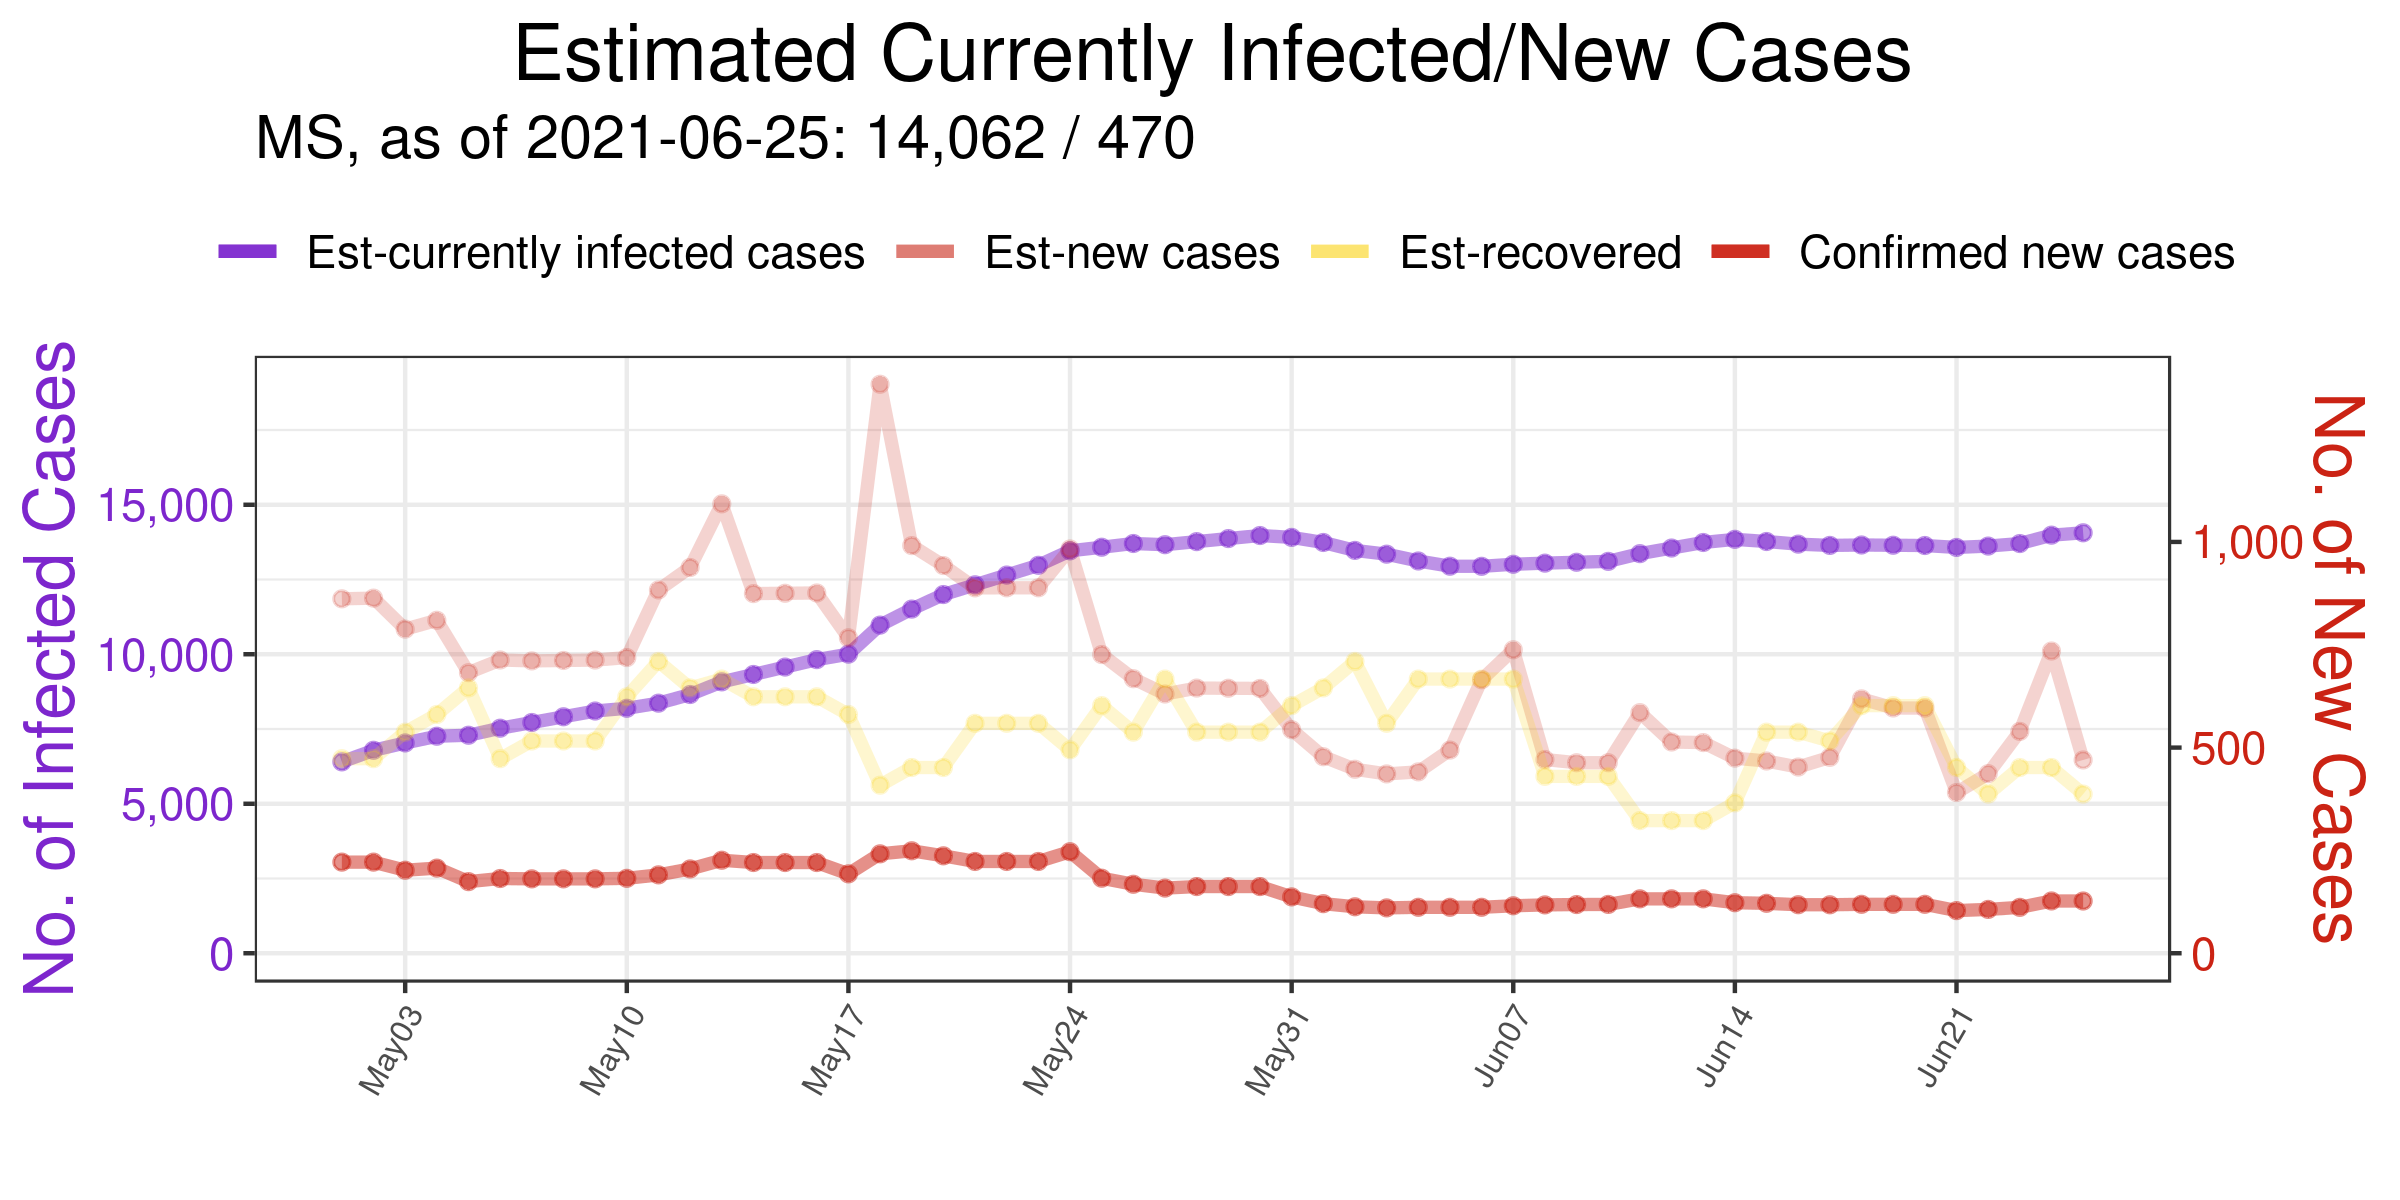 Estimated Currently Infected/New Cases
MS, as of 2021-06-25: 14,062 / 470
Est-currently infected cases Est-new cases Est-recovered Confirmed new cases
No. of Infected Cases
15,000
10,000
5,000
0
1,000
500
0
No. of New Cases
May03 May10 May17 May24 May31 Jun07 Jun14 Jun21